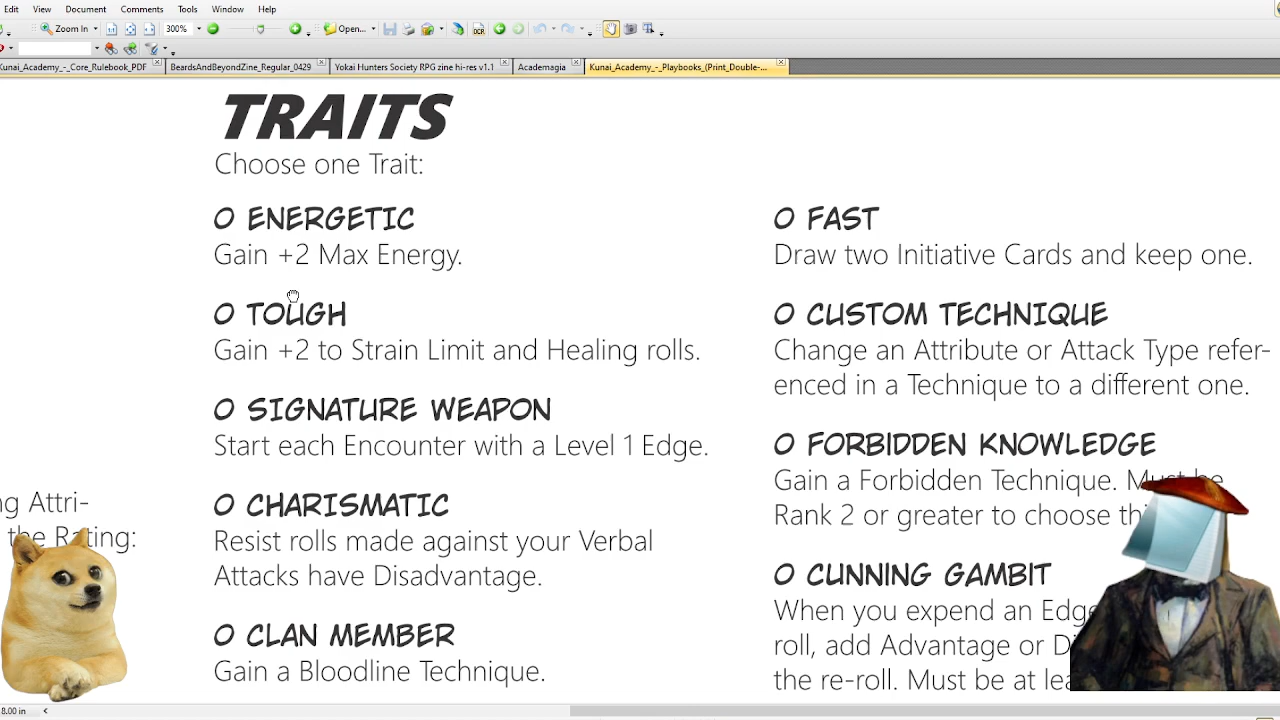 Edit View Document Comments Tools Window Help
Zoom In 300% Open...
Kunai_Academy_-_Core_Rulebook_PDF BeardsAndBeyondZine_Regular_0429 Yokai Hunters Society RPG zine hi-res v1.1 Academagia Kunai_Academy_-_Playbooks_(Print_Double-...
TRAITS
Choose one Trait:
O ENERGETIC
Gain +2 Max Energy.
O TOUGH
Gain +2 to Strain Limit and Healing rolls.
O SIGNATURE WEAPON
Start each Encounter with a Level 1 Edge.
O CHARISMATIC
Resist rolls made against your Verbal
Attacks have Disadvantage.
O CLAN MEMBER
Gain a Bloodline Technique.
O FAST
Draw two Initiative Cards and keep one.
O CUSTOM TECHNIQUE
Change an Attribute or Attack Type refer-
enced in a Technique to a different one.
O FORBIDDEN KNOWLEDGE
Gain a Forbidden Technique. Must be
Rank 2 or greater to choose
O CUNNING GAMBIT
When you expend an Edge
roll, add Advantage or
the re-roll. Must be at
ng Attri-
the Rating:
8.00 in